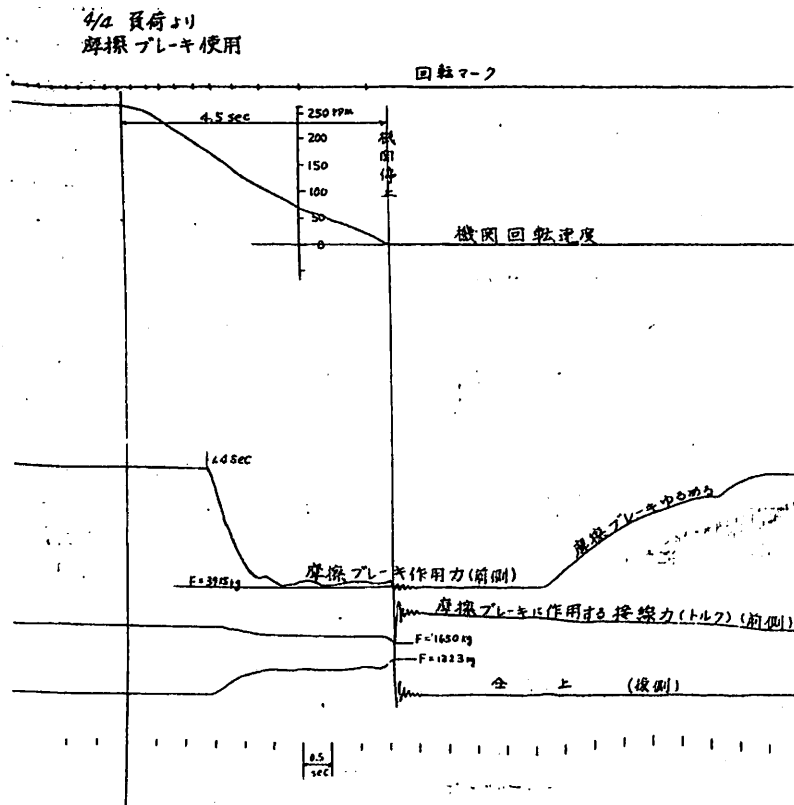 4/4 負荷より
摩擦ブレーキ使用
回転マーク
4.5 sec
250 rpm
200
150
100
50
0
機関停止
機関回転速度
1.4 sec
摩擦ブレーキゆるめる
F=3915kg
摩擦ブレーキ作用力(前側)
摩擦ブレーキに作用する接線力(トルク)(前側)
F=1650kg
F=1223kg
仝上 (後側)
0.5
sec